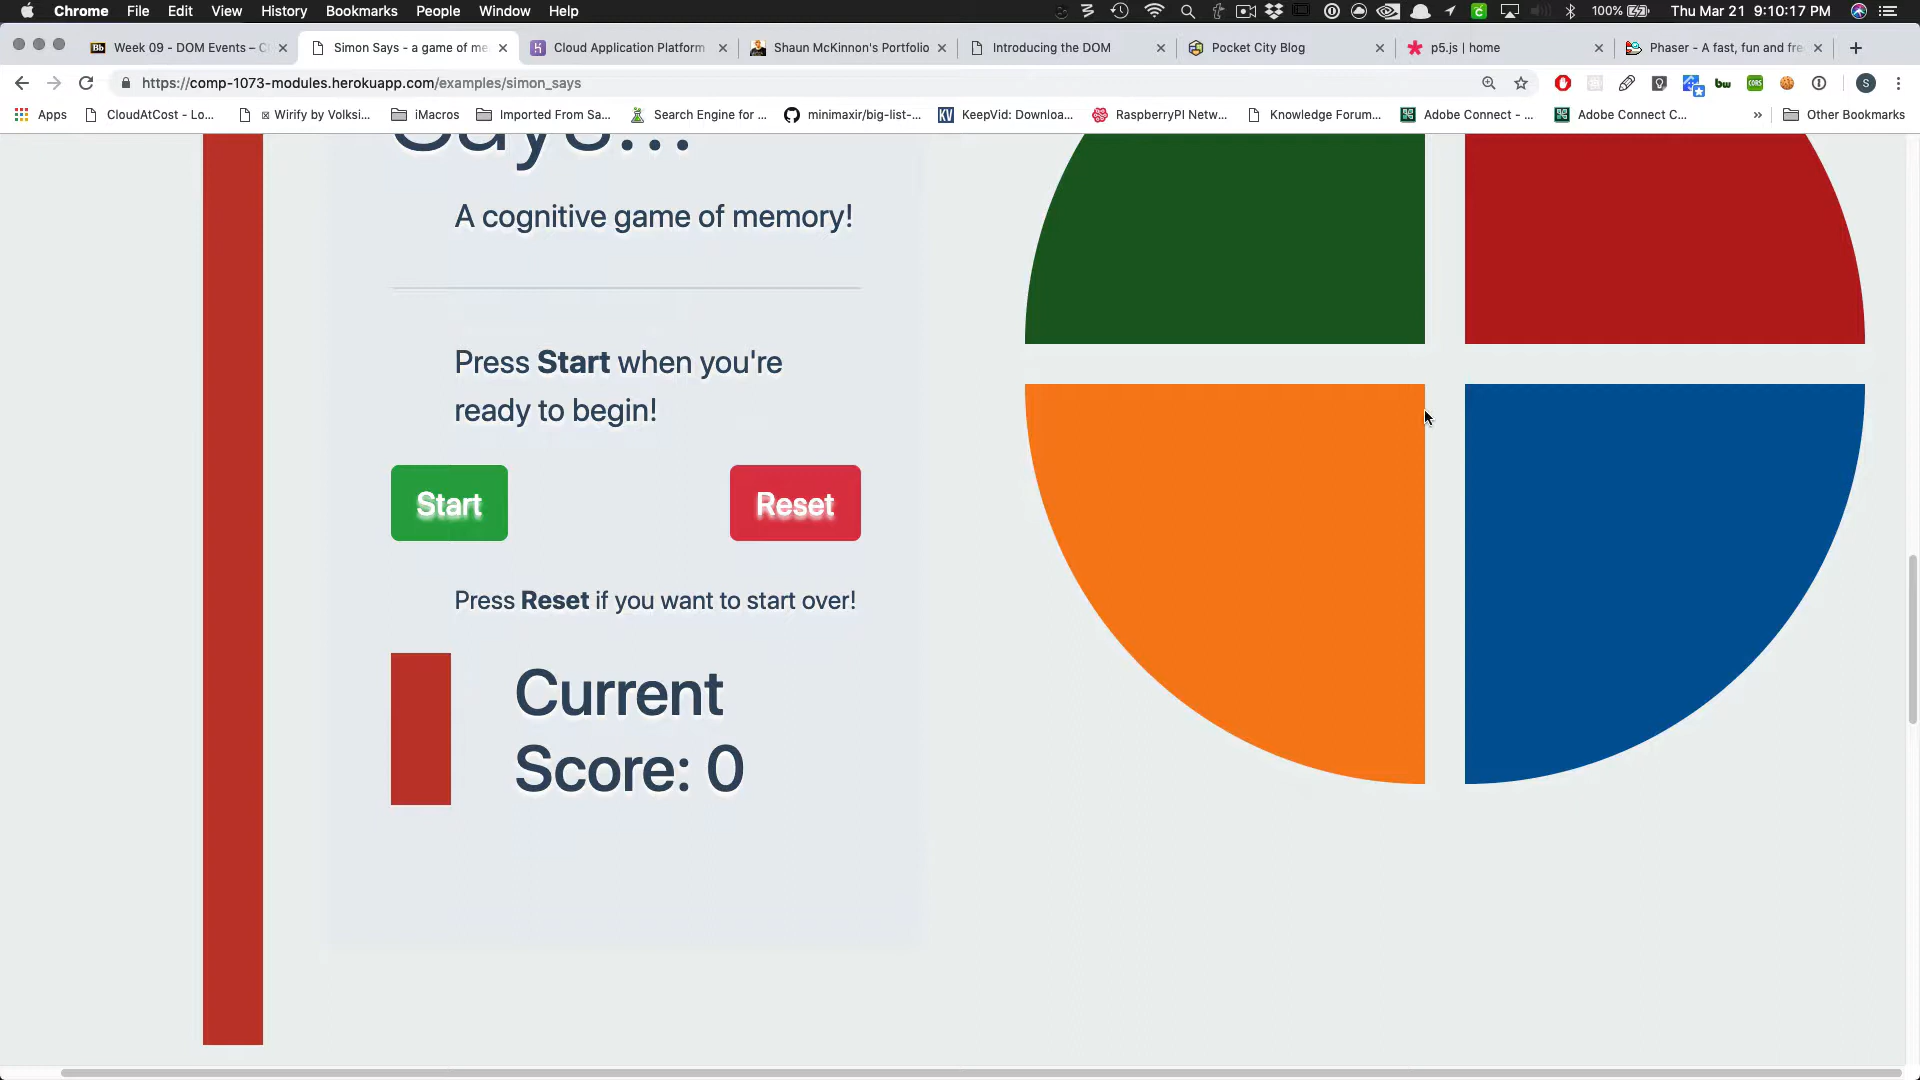 Chrome File Edit View History Bookmarks People Window Help 100% Thu Mar 21 9:10:17 PM
Bb Week 09 - DOM Events – C Simon Says - a game of me Cloud Application Platform Shaun McKinnon's Portfolio Introducing the DOM Pocket City Blog p5.js | home Phaser - A fast, fun and fre
https://comp-1073-modules.herokuapp.com/examples/simon_says
Apps CloudAtCost - Lo... Wirify by Volksi... iMacros Imported From Sa... Search Engine for ... minimaxir/big-list-... KV KeepVid: Downloa... RaspberryPI Netw... Knowledge Forum... Adobe Connect - ... Adobe Connect C... » Other Bookmarks
Says...
A cognitive game of memory!
Press Start when you're
ready to begin!
Start Reset
Press Reset if you want to start over!
Current
Score: 0